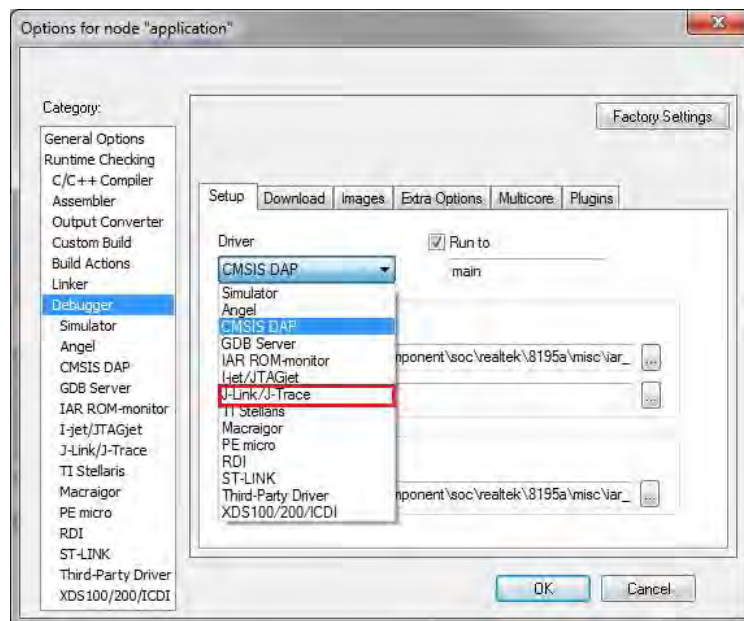 Options for node "application"
Category:
Factory Settings
General Options
Runtime Checking
C/C++ Compiler
Assembler
Output Converter
Custom Build
Build Actions
Linker
Debugger
Simulator
Angel
CMSIS DAP
GDB Server
IAR ROM-monitor
I-jet/JTAGjet
J-Link/J-Trace
TI Stellaris
Macraigor
PE micro
RDI
ST-LINK
Third-Party Driver
XDS100/200/ICDI
Setup Download Images Extra Options Multicore Plugins
Driver
Run to
CMSIS DAP
main
Simulator
Angel
CMSIS DAP
GDB Server
IAR ROM-monitor
I-jet/JTAGjet
J-Link/J-Trace
TI Stellaris
Macraigor
PE micro
RDI
ST-LINK
Third-Party Driver
XDS100/200/ICDI
mponent\soc\realtek\8195a\misc\iar_ ...
...
mponent\soc\realtek\8195a\misc\iar_ ...
OK Cancel